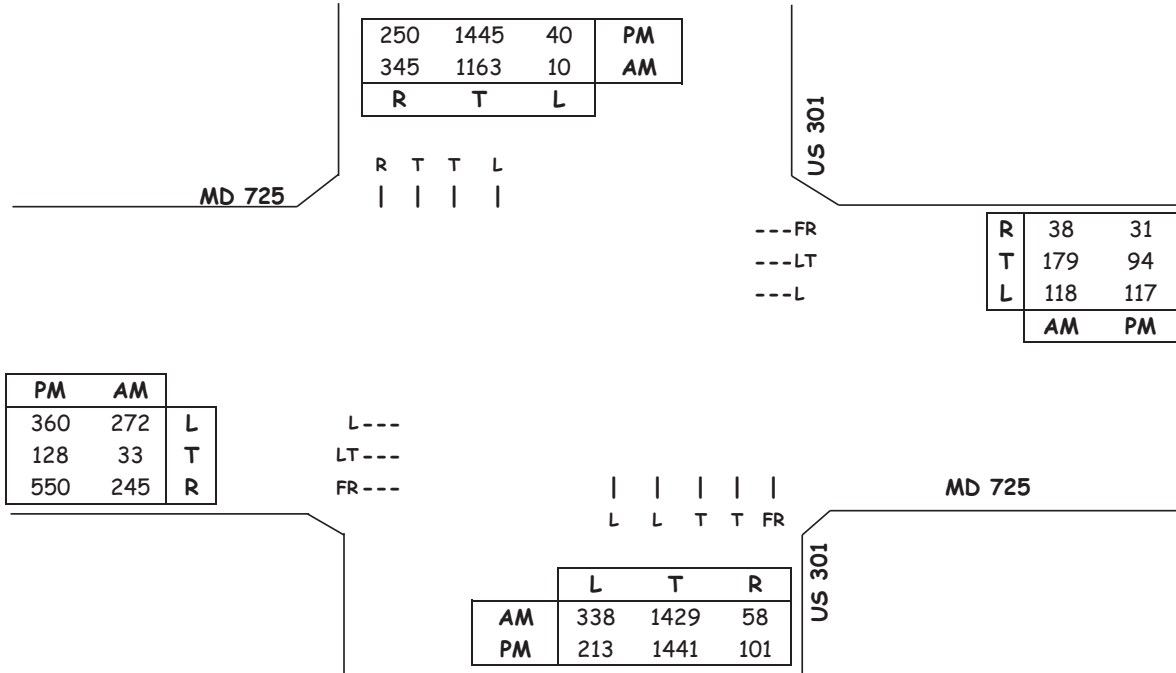 250 1445 40 PM
345 1163 10 AM
R T L
US 301
R T T L
MD 725
---FR
---LT
---L
R 38 31
T 179 94
L 118 117
AM PM
PM AM
360 272 L
128 33 T
550 245 R
L---
LT---
FR---
L L T T FR
MD 725
US 301
L T R
AM 338 1429 58
PM 213 1441 101